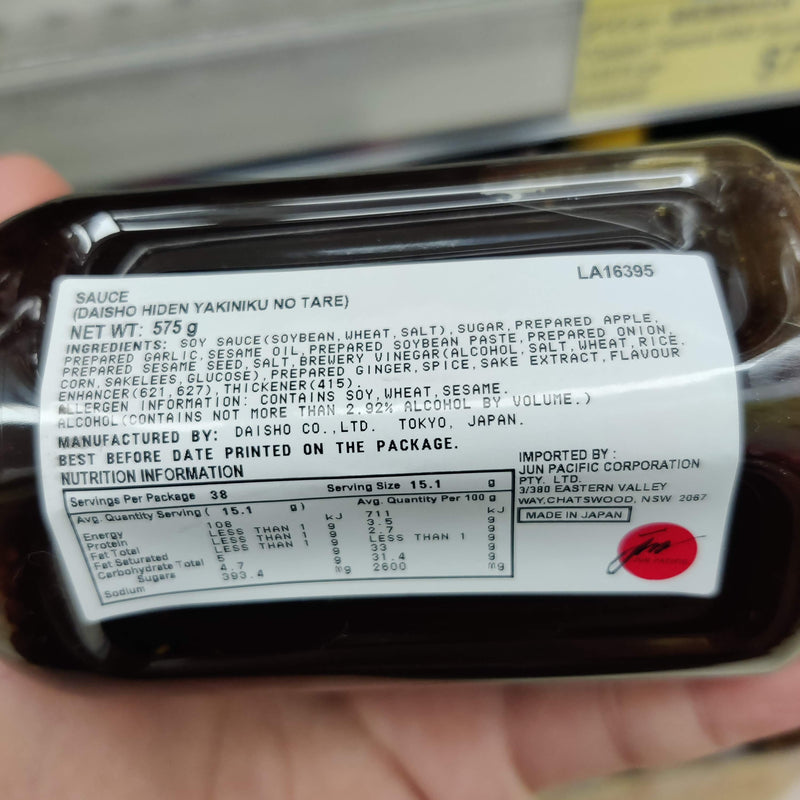 LA16395
SAUCE
(DAISHO HIDEN YAKINIKU NO TARE)
NET WT: 575 g
INGREDIENTS: SOY SAUCE(SOYBEAN,WHEAT,SALT),SUGAR,PREPARED APPLE,
PREPARED GARLIC,SESAME OIL,PREPARED SOYBEAN PASTE,PREPARED ONION,
PREPARED SESAME SEED,SALT,BREWERY VINEGAR(ALCOHOL,SALT,WHEAT,RICE,
CORN,SAKELEES,GLUCOSE),PREPARED GINGER,SPICE,SAKE EXTRACT,FLAVOUR
ENHANCER(621,627),THICKENER(415).
ALLERGEN INFORMATION: CONTAINS SOY,WHEAT,SESAME.
ALCOHOL(CONTAINS NOT MORE THAN 2.92% ALCOHOL BY VOLUME.)
MANUFACTURED BY: DAISHO CO.,LTD. TOKYO, JAPAN.
BEST BEFORE DATE PRINTED ON THE PACKAGE.
NUTRITION INFORMATION
Servings Per Package 38 Serving Size 15.1 g
Avg. Quantity Serving ( 15.1 g) Avg. Quantity Per 100 g
Energy 108 kJ 711 kJ
Protein LESS THAN 1 g 3.5 g
Fat Total LESS THAN 1 g 2.7 g
Fat Saturated LESS THAN 1 g LESS THAN 1 g
Carbohydrate Total 5 g 33 g
Sugars 4.7 g 31.4 g
Sodium 393.4 mg 2600 mg
IMPORTED BY :
JUN PACIFIC CORPORATION
PTY. LTD.
3/380 EASTERN VALLEY
WAY,CHATSWOOD, NSW 2067
MADE IN JAPAN
Jun
JUN PACIFIC